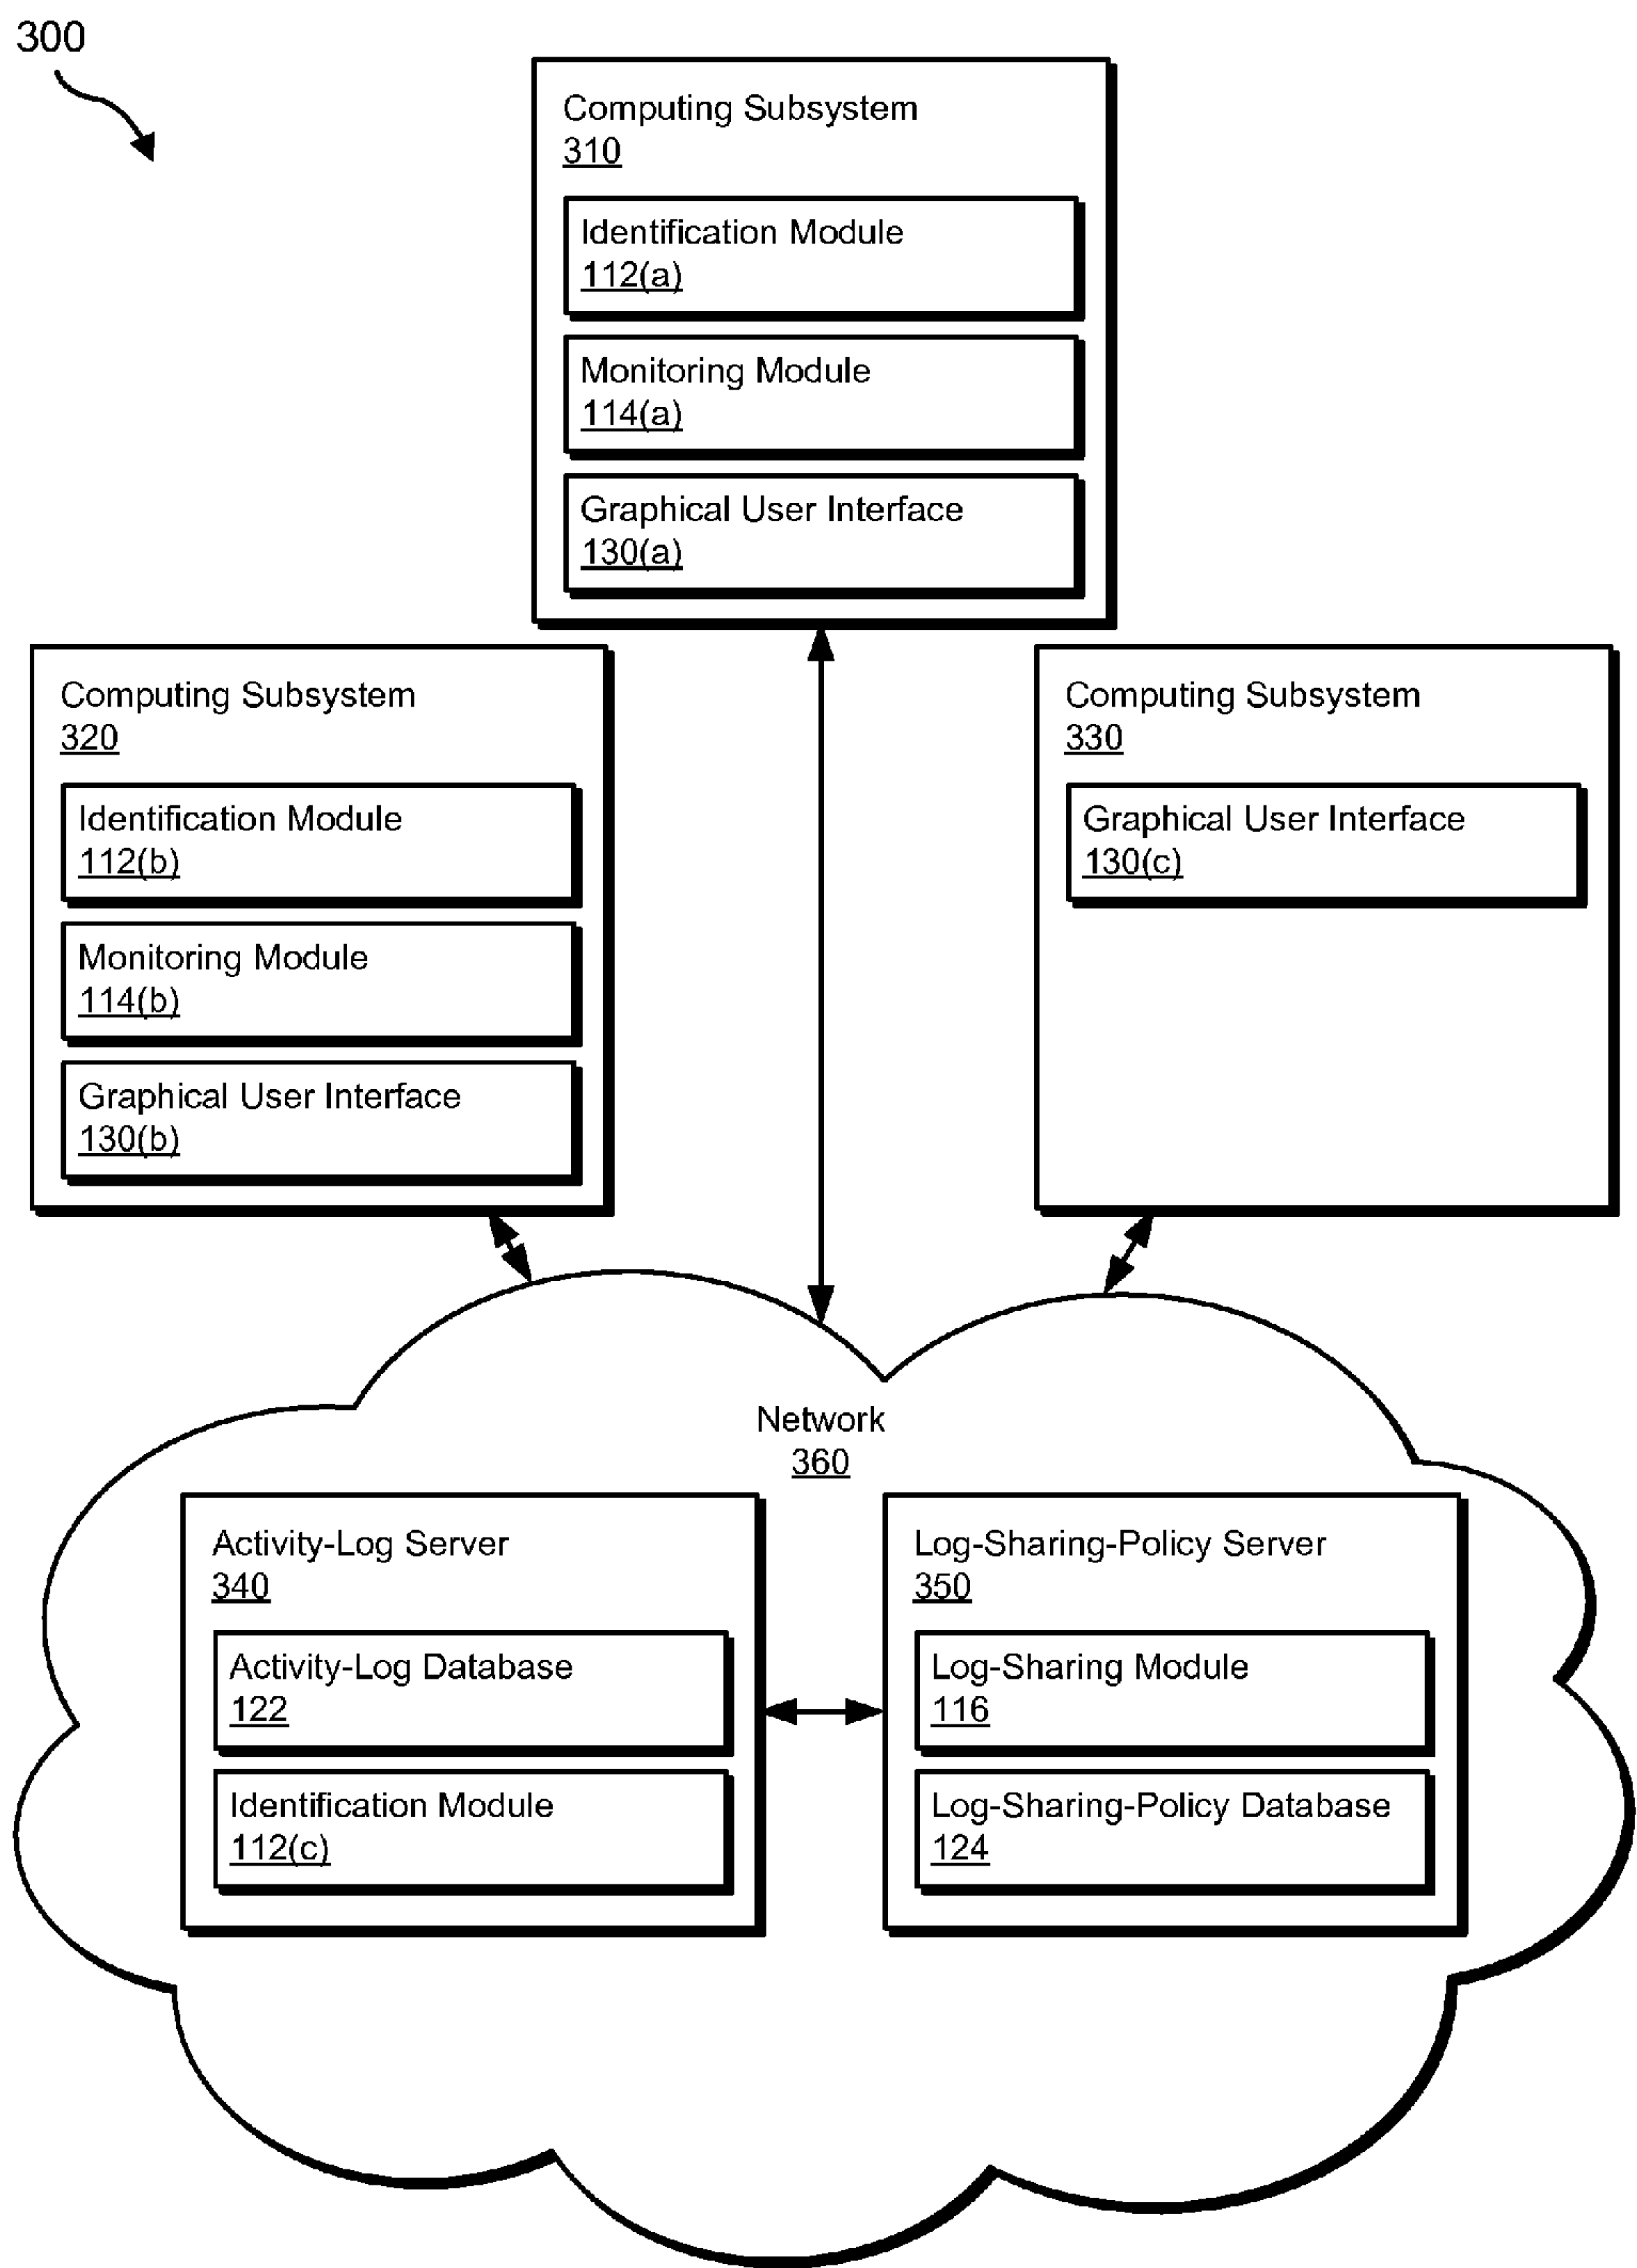 300
Computing Subsystem
310
Identification Module
112(a)
Monitoring Module
114(a)
Graphical User Interface
130(a)
Computing Subsystem
320
Identification Module
112(b)
Monitoring Module
114(b)
Graphical User Interface
130(b)
Computing Subsystem
330
Graphical User Interface
130(c)
Network
360
Activity-Log Server
340
Activity-Log Database
122
Identification Module
112(c)
Log-Sharing-Policy Server
350
Log-Sharing Module
116
Log-Sharing-Policy Database
124